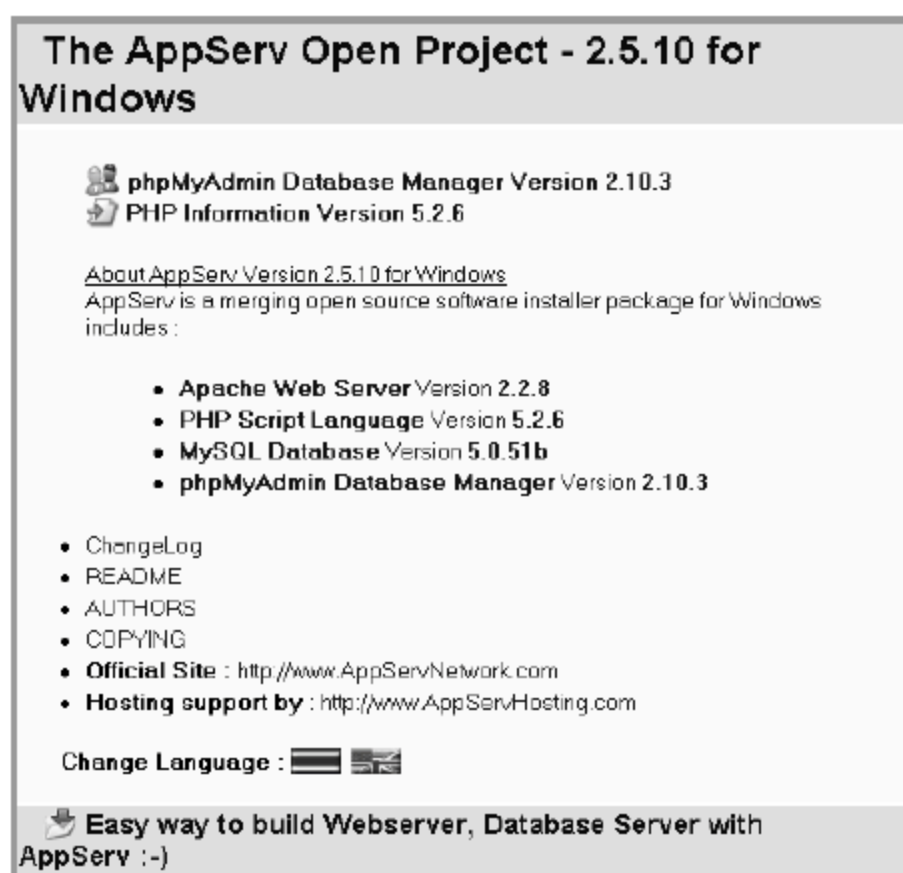 The AppServ Open Project - 2.5.10 for
Windows
phpMyAdmin Database Manager Version 2.10.3
PHP Information Version 5.2.6
About AppServ Version 2.5.10 for Windows
AppServ is a merging open source software installer package for Windows
includes :
• Apache Web Server Version 2.2.8
• PHP Script Language Version 5.2.6
• MySQL Database Version 5.0.51b
• phpMyAdmin Database Manager Version 2.10.3
• ChangeLog
• README
• AUTHORS
• COPYING
• Official Site : http://www.AppServNetwork.com
• Hosting support by : http://www.AppServHosting.com
Change Language :
Easy way to build Webserver, Database Server with
AppServ :-)